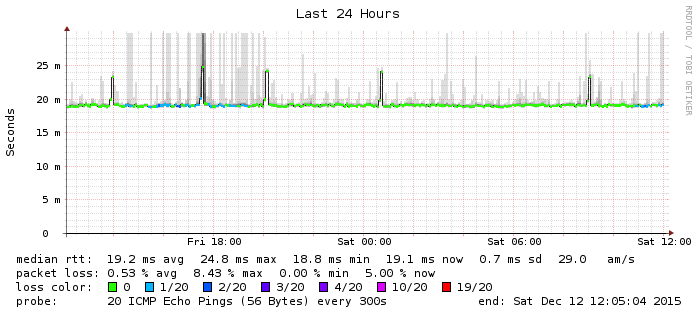 Last 24 Hours
RRDTOOL / TOBI OETIKER
Seconds
25 m
20 m
15 m
10 m
5 m
0
Fri 18:00 Sat 00:00 Sat 06:00 Sat 12:00
median rtt: 19.2 ms avg 24.8 ms max 18.8 ms min 19.1 ms now 0.7 ms sd 29.0 am/s
packet loss: 0.53 % avg 8.43 % max 0.00 % min 5.00 % now
loss color: 0 1/20 2/20 3/20 4/20 10/20 19/20
probe: 20 ICMP Echo Pings (56 Bytes) every 300s end: Sat Dec 12 12:05:04 2015